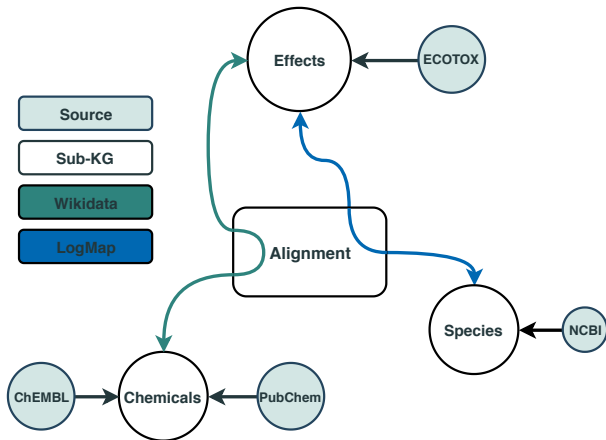 Effects
ECOTOX
Source
Sub-KG
Wikidata
LogMap
Alignment
Species
NCBI
ChEMBL
Chemicals
PubChem